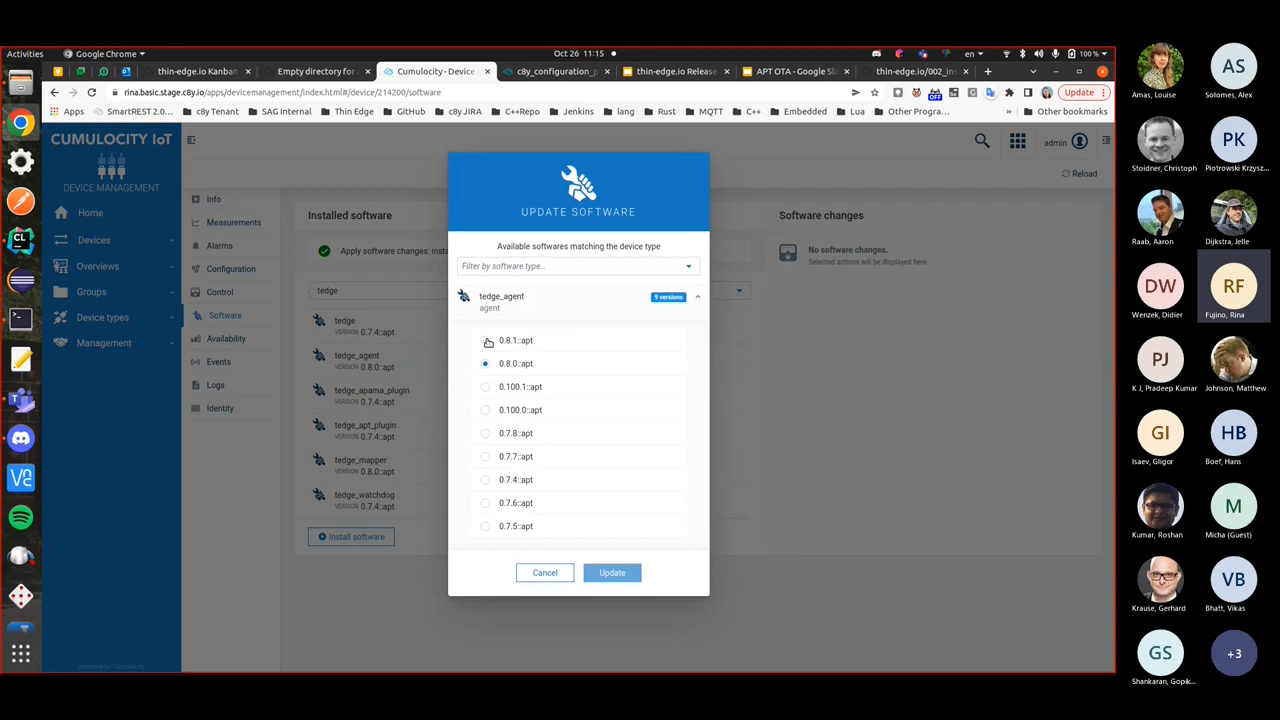 Activities
Google Chrome
Oct 26 11:15
en
100 %
thin-edge.io Kanban
Empty directory for a
Cumulocity - Device m
c8y_configuration_p
thin-edge.io Release
APT OTA - Google Sli
thin-edge.io/002_ins
rina.basic.stage.c8y.io/apps/devicemanagement/index.html#/device/214200/software
OFF
Update
Apps
SmartREST 2.0...
c8y Tenant
SAG Internal
Thin Edge
GitHub
c8y JIRA
C++Repo
Jenkins
lang
Rust
MQTT
C++
Embedded
Lua
Other Progra...
»
Other bookmarks
CUMULOCITY IoT
DEVICE MANAGEMENT
Home
Devices
Overviews
Groups
Device types
Management
powered by Cumulocity
Info
Measurements
Alarms
Configuration
Control
Software
Availability
Events
Logs
Identity
admin
Reload
Installed software
Apply software changes: insta
tedge
tedge
VERSION 0.7.4::apt
tedge_agent
VERSION 0.8.0::apt
tedge_apama_plugin
VERSION 0.7.4::apt
tedge_apt_plugin
VERSION 0.7.4::apt
tedge_mapper
VERSION 0.8.0::apt
tedge_watchdog
VERSION 0.7.4::apt
Install software
UPDATE SOFTWARE
Available softwares matching the device type
Filter by software type...
tedge_agent
agent
9 versions
0.8.1::apt
0.8.0::apt
0.100.1::apt
0.100.0::apt
0.7.8::apt
0.7.7::apt
0.7.4::apt
0.7.6::apt
0.7.5::apt
Cancel
Update
Software changes
No software changes.
Selected actions will be displayed here.
Amas, Louise
AS
Solomes, Alex
Stoidner, Christoph
PK
Piotrowski Krzysz...
Raab, Aaron
Dijkstra, Jelle
DW
Wenzek, Didier
RF
Fujino, Rina
PJ
K J, Pradeep Kumar
Johnson, Matthew
GI
Isaev, Gligor
HB
Boef, Hans
Kumar, Roshan
M
Micha (Guest)
Krause, Gerhard
VB
Bhatt, Vikas
GS
Shankaran, Gopik...
+3